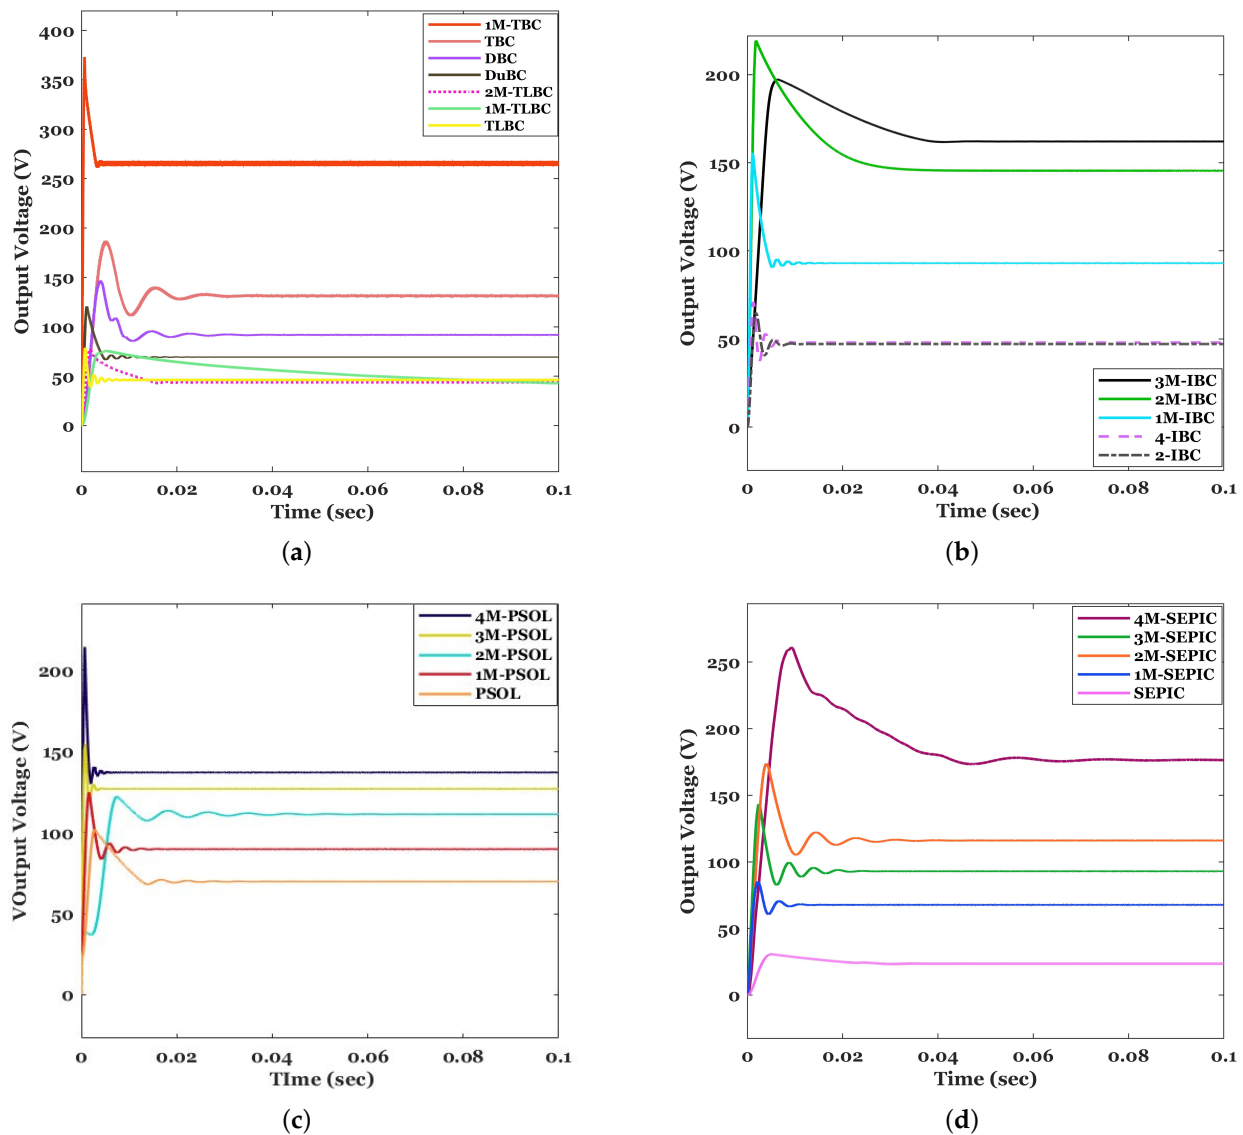 400
350
300
250
200
150
100
50
0
Output Voltage (V)
1M-TBC
TBC
DBC
DuBC
2M-TLBC
1M-TLBC
TLBC
0 0.02 0.04 0.06 0.08 0.1
Time (sec)
(a)
200
150
100
50
0
Output Voltage (V)
3M-IBC
2M-IBC
1M-IBC
4-IBC
2-IBC
0 0.02 0.04 0.06 0.08 0.1
Time (sec)
(b)
200
150
100
50
0
VOutput Voltage (V)
4M-PSOL
3M-PSOL
2M-PSOL
1M-PSOL
PSOL
0 0.02 0.04 0.06 0.08 0.1
TIme (sec)
(c)
250
200
150
100
50
0
Output Voltage (V)
4M-SEPIC
3M-SEPIC
2M-SEPIC
1M-SEPIC
SEPIC
0 0.02 0.04 0.06 0.08 0.1
Time (sec)
(d)